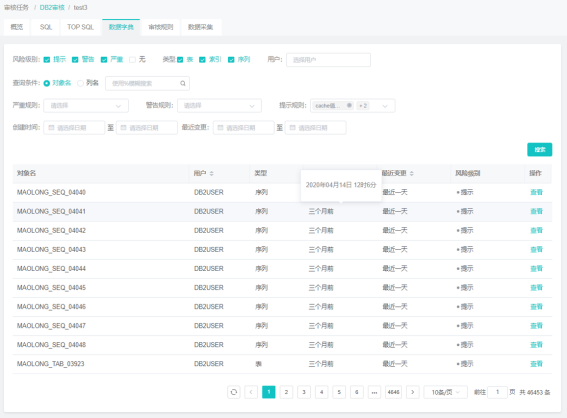 审核任务 / DB2审核 / test3
概览 SQL TOP SQL 数据字典 审核规则 数据采集
风险级别: 提示 警告 严重 无 类型 表 索引 序列 用户: 选择用户
查询条件: 对象名 列名 使用%模糊搜索
严重规则: 请选择 警告规则: 请选择 提示规则: cache值... + 2
创建时间: 请选择日期 至 请选择日期 最近变更: 请选择日期 至 请选择日期
搜索
对象名 用户 类型 最近变更 风险级别 操作
2020年04月14日 12时6分
MAOLONG_SEQ_04040 DB2USER 序列 最近一天 提示 查看
MAOLONG_SEQ_04041 DB2USER 序列 三个月前 最近一天 提示 查看
MAOLONG_SEQ_04042 DB2USER 序列 三个月前 最近一天 提示 查看
MAOLONG_SEQ_04043 DB2USER 序列 三个月前 最近一天 提示 查看
MAOLONG_SEQ_04044 DB2USER 序列 三个月前 最近一天 提示 查看
MAOLONG_SEQ_04045 DB2USER 序列 三个月前 最近一天 提示 查看
MAOLONG_SEQ_04046 DB2USER 序列 三个月前 最近一天 提示 查看
MAOLONG_SEQ_04047 DB2USER 序列 三个月前 最近一天 提示 查看
MAOLONG_SEQ_04048 DB2USER 序列 三个月前 最近一天 提示 查看
MAOLONG_TAB_03923 DB2USER 表 三个月前 最近一天 提示 查看
1 2 3 4 5 6 ... 4646 10条/页 前往 1 页 共 46453 条